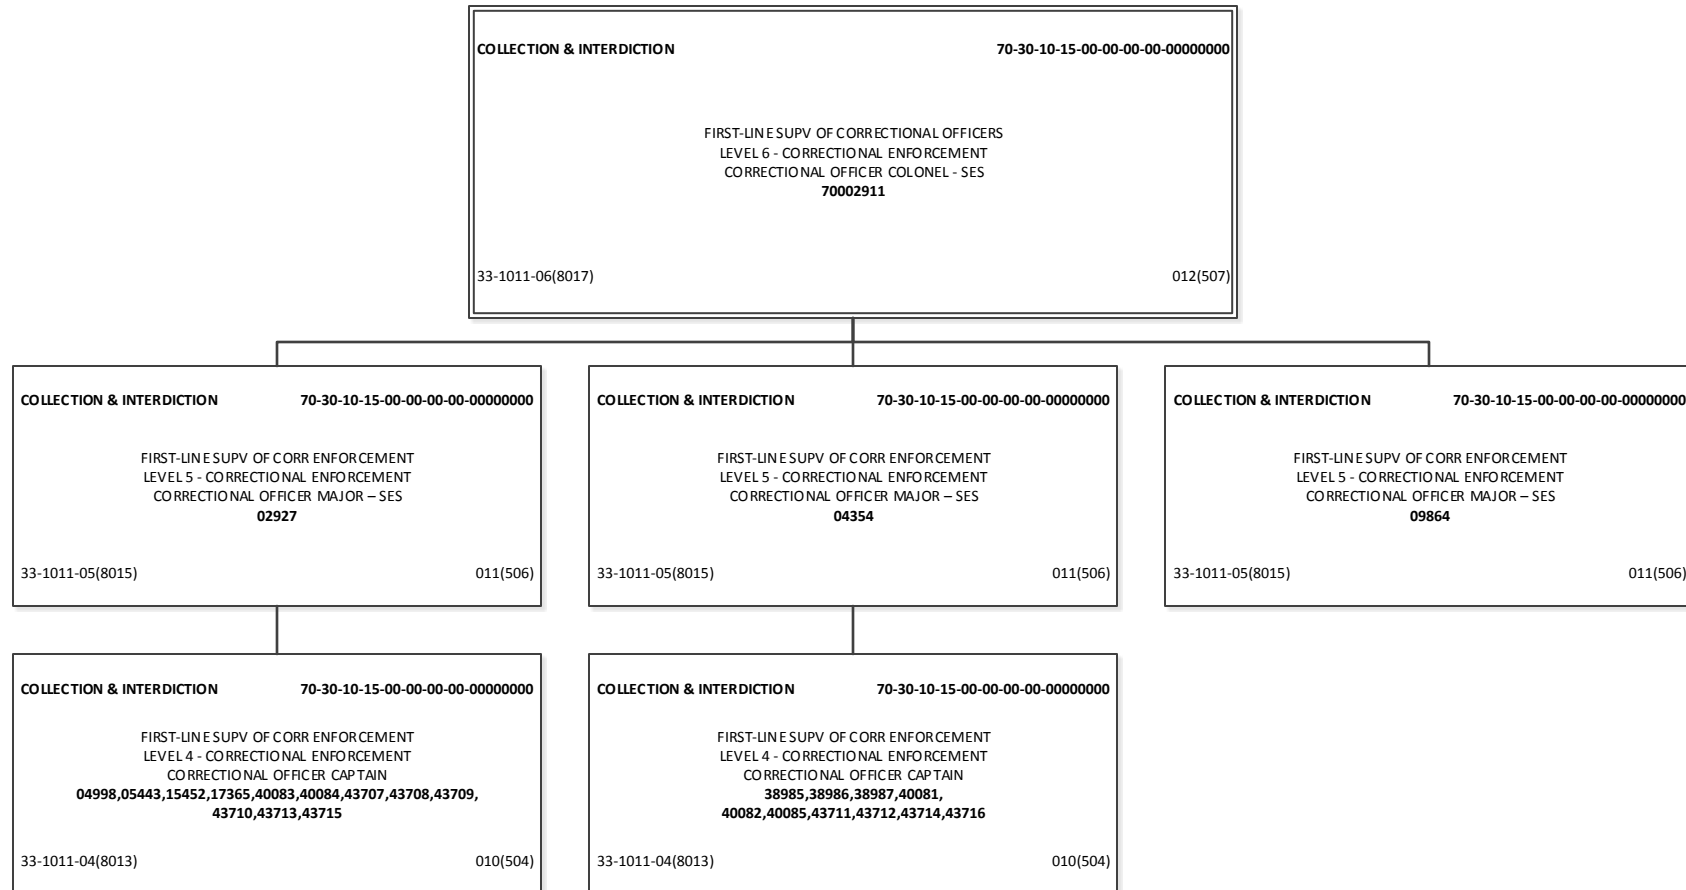 COLLECTION & INTERDICTION 70-30-10-15-00-00-00-00-00000000
FIRST-LINE SUPV OF CORRECTIONAL OFFICERS
LEVEL 6 - CORRECTIONAL ENFORCEMENT
CORRECTIONAL OFFICER COLONEL - SES
70002911
33-1011-06(8017) 012(507)
COLLECTION & INTERDICTION 70-30-10-15-00-00-00-00-00000000
FIRST-LINE SUPV OF CORR ENFORCEMENT
LEVEL 5 - CORRECTIONAL ENFORCEMENT
CORRECTIONAL OFFICER MAJOR – SES
02927
33-1011-05(8015) 011(506)
COLLECTION & INTERDICTION 70-30-10-15-00-00-00-00-00000000
FIRST-LINE SUPV OF CORR ENFORCEMENT
LEVEL 5 - CORRECTIONAL ENFORCEMENT
CORRECTIONAL OFFICER MAJOR – SES
04354
33-1011-05(8015) 011(506)
COLLECTION & INTERDICTION 70-30-10-15-00-00-00-00-00000000
FIRST-LINE SUPV OF CORR ENFORCEMENT
LEVEL 5 - CORRECTIONAL ENFORCEMENT
CORRECTIONAL OFFICER MAJOR – SES
09864
33-1011-05(8015) 011(506)
COLLECTION & INTERDICTION 70-30-10-15-00-00-00-00-00000000
FIRST-LINE SUPV OF CORR ENFORCEMENT
LEVEL 4 - CORRECTIONAL ENFORCEMENT
CORRECTIONAL OFFICER CAPTAIN
04998,05443,15452,17365,40083,40084,43707,43708,43709,
43710,43713,43715
33-1011-04(8013) 010(504)
COLLECTION & INTERDICTION 70-30-10-15-00-00-00-00-00000000
FIRST-LINE SUPV OF CORR ENFORCEMENT
LEVEL 4 - CORRECTIONAL ENFORCEMENT
CORRECTIONAL OFFICER CAPTAIN
38985,38986,38987,40081,
40082,40085,43711,43712,43714,43716
33-1011-04(8013) 010(504)